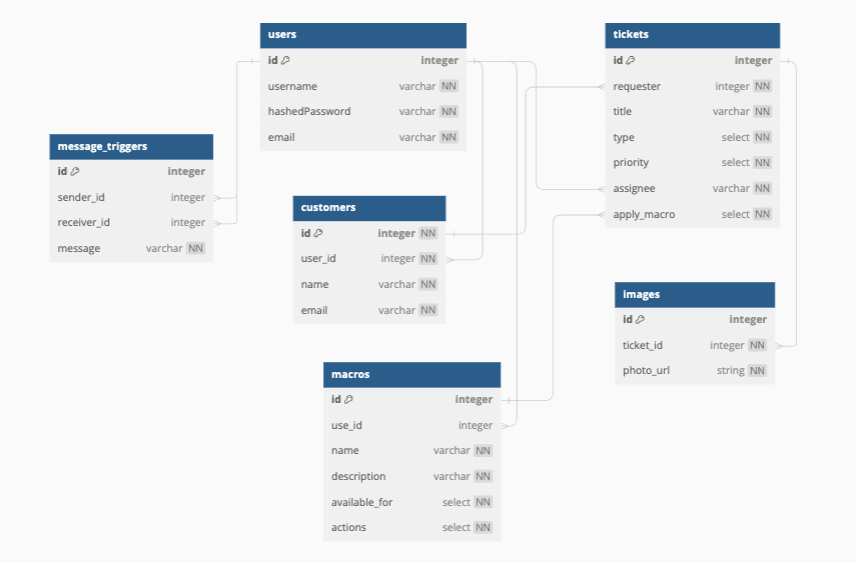 users
id integer
username varchar NN
hashedPassword varchar NN
email varchar NN
tickets
id integer
requester integer NN
title varchar NN
type select NN
priority select NN
assignee varchar NN
apply_macro select NN
message_triggers
id integer
sender_id integer
receiver_id integer
message varchar NN
customers
id integer NN
user_id integer NN
name varchar NN
email varchar NN
images
id integer
ticket_id integer NN
photo_url string NN
macros
id integer
use_id integer
name varchar NN
description varchar NN
available_for select NN
actions select NN